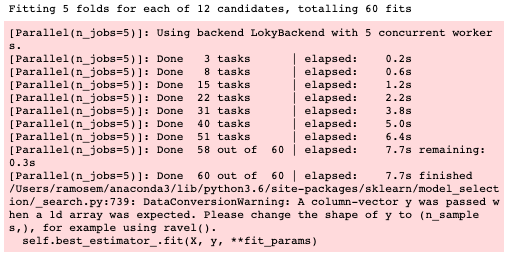 Fitting 5 folds for each of 12 candidates, totalling 60 fits
[Parallel(n_jobs=5)]: Using backend LokyBackend with 5 concurrent worker
s.
[Parallel(n_jobs=5)]: Done   3 tasks      | elapsed:    0.2s
[Parallel(n_jobs=5)]: Done   8 tasks      | elapsed:    0.6s
[Parallel(n_jobs=5)]: Done  15 tasks      | elapsed:    1.2s
[Parallel(n_jobs=5)]: Done  22 tasks      | elapsed:    2.2s
[Parallel(n_jobs=5)]: Done  31 tasks      | elapsed:    3.8s
[Parallel(n_jobs=5)]: Done  40 tasks      | elapsed:    5.0s
[Parallel(n_jobs=5)]: Done  51 tasks      | elapsed:    6.4s
[Parallel(n_jobs=5)]: Done  58 out of  60 | elapsed:    7.7s remaining:
0.3s
[Parallel(n_jobs=5)]: Done  60 out of  60 | elapsed:    7.7s finished
/Users/ramosem/anaconda3/lib/python3.6/site-packages/sklearn/model_select
ion/_search.py:739: DataConversionWarning: A column-vector y was passed w
hen a 1d array was expected. Please change the shape of y to (n_sample
s,), for example using ravel().
  self.best_estimator_.fit(X, y, **fit_params)